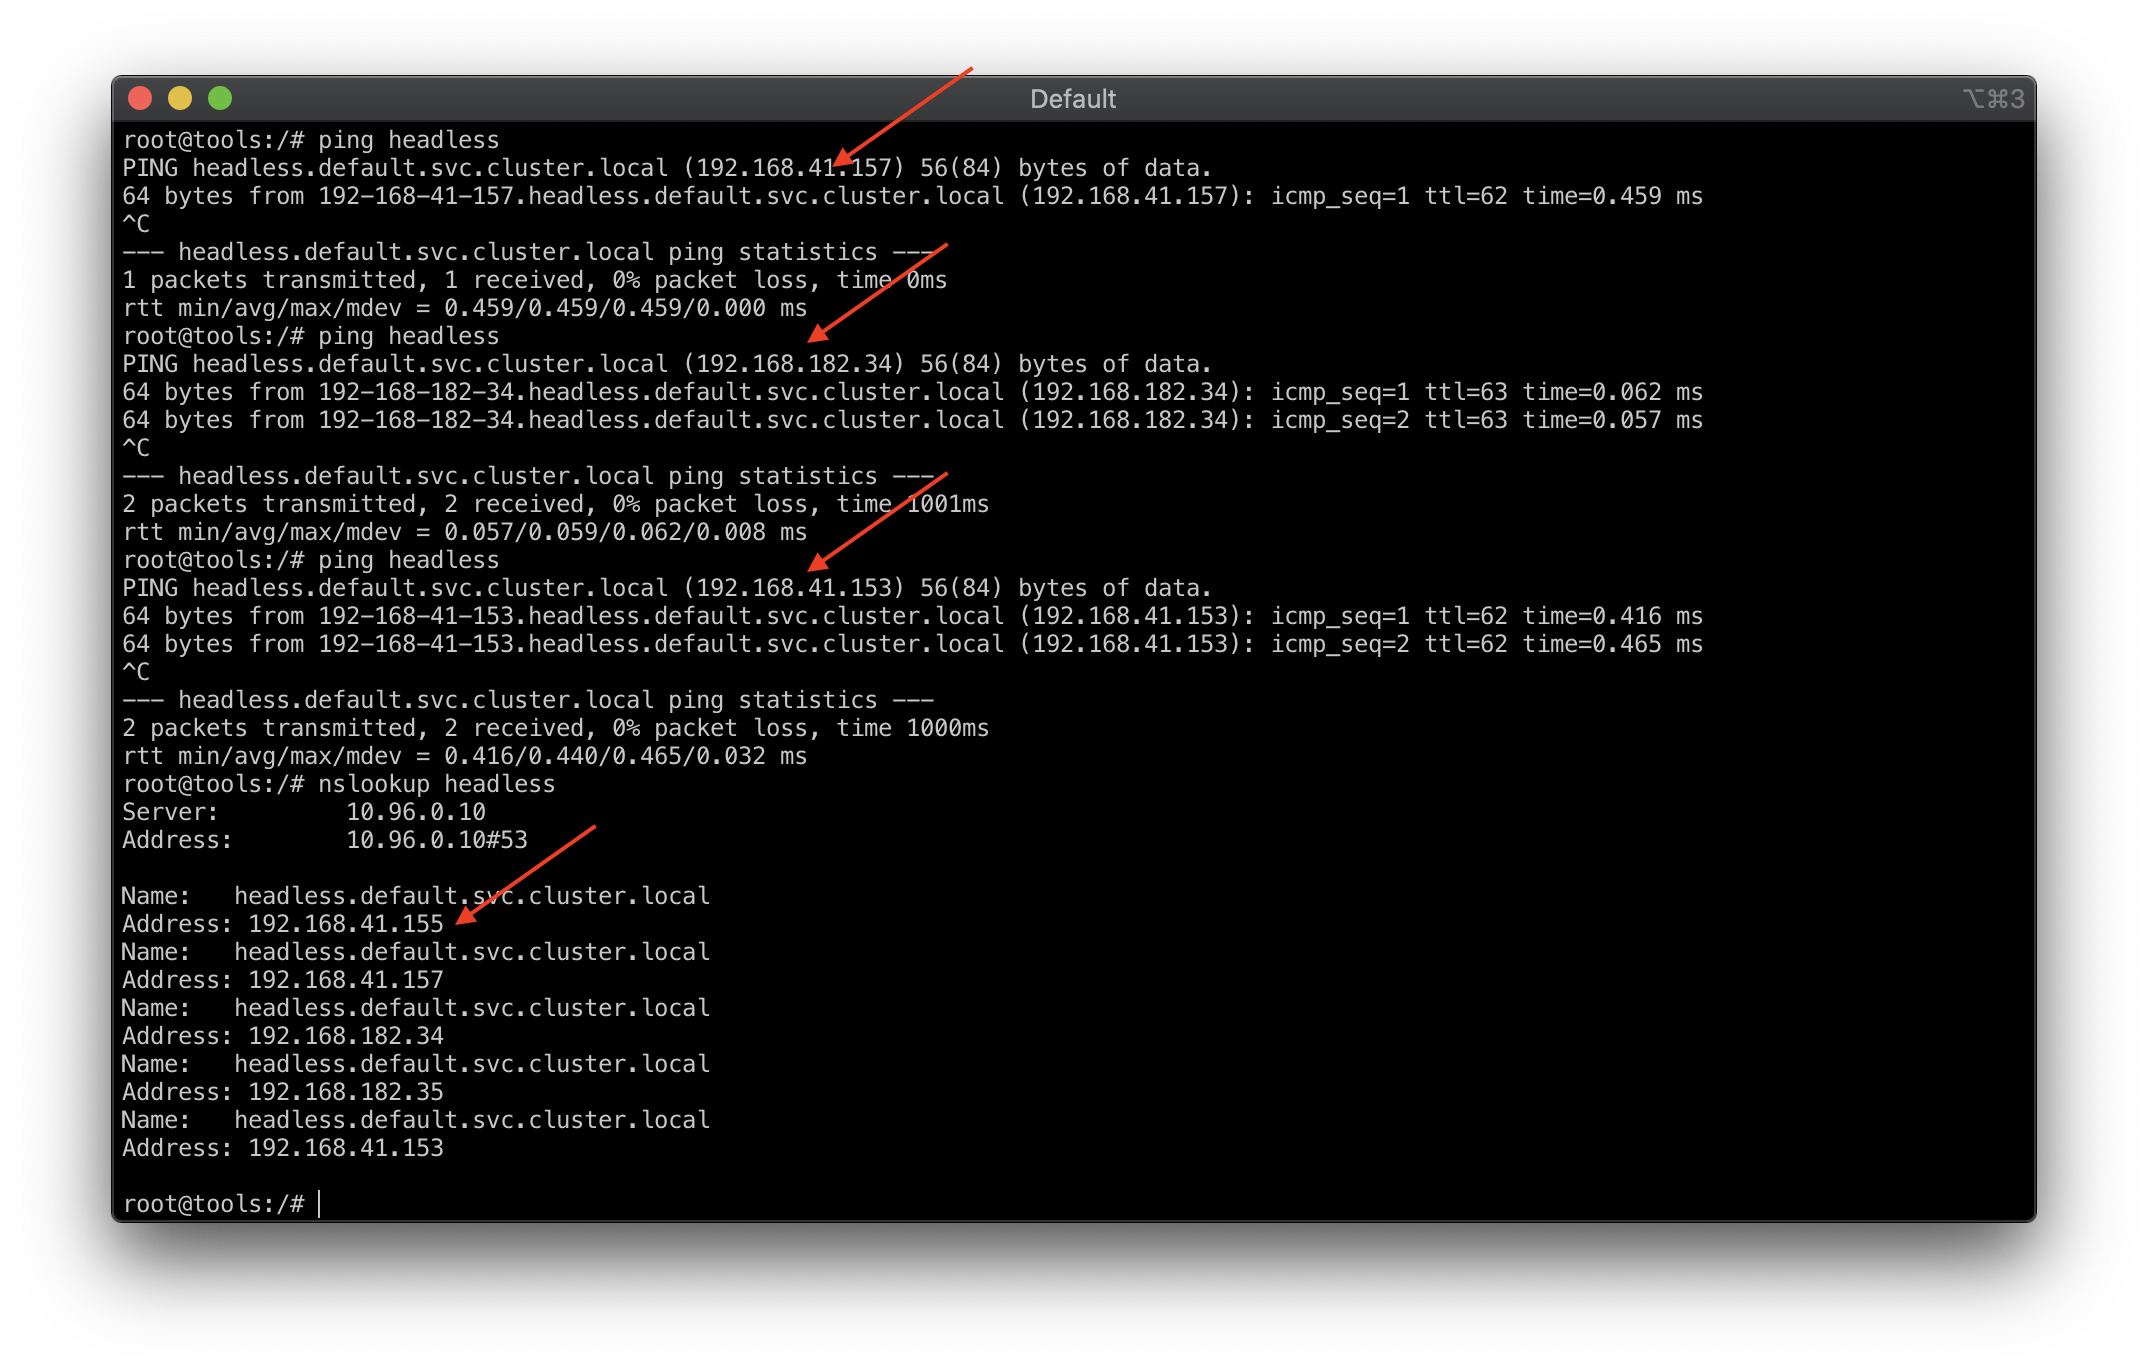 Default
⌥⌘3
root@tools:/# ping headless
PING headless.default.svc.cluster.local (192.168.41.157) 56(84) bytes of data.
64 bytes from 192-168-41-157.headless.default.svc.cluster.local (192.168.41.157): icmp_seq=1 ttl=62 time=0.459 ms
^C
--- headless.default.svc.cluster.local ping statistics ---
1 packets transmitted, 1 received, 0% packet loss, time 0ms
rtt min/avg/max/mdev = 0.459/0.459/0.459/0.000 ms
root@tools:/# ping headless
PING headless.default.svc.cluster.local (192.168.182.34) 56(84) bytes of data.
64 bytes from 192-168-182-34.headless.default.svc.cluster.local (192.168.182.34): icmp_seq=1 ttl=63 time=0.062 ms
64 bytes from 192-168-182-34.headless.default.svc.cluster.local (192.168.182.34): icmp_seq=2 ttl=63 time=0.057 ms
^C
--- headless.default.svc.cluster.local ping statistics ---
2 packets transmitted, 2 received, 0% packet loss, time 1001ms
rtt min/avg/max/mdev = 0.057/0.059/0.062/0.008 ms
root@tools:/# ping headless
PING headless.default.svc.cluster.local (192.168.41.153) 56(84) bytes of data.
64 bytes from 192-168-41-153.headless.default.svc.cluster.local (192.168.41.153): icmp_seq=1 ttl=62 time=0.416 ms
64 bytes from 192-168-41-153.headless.default.svc.cluster.local (192.168.41.153): icmp_seq=2 ttl=62 time=0.465 ms
^C
--- headless.default.svc.cluster.local ping statistics ---
2 packets transmitted, 2 received, 0% packet loss, time 1000ms
rtt min/avg/max/mdev = 0.416/0.440/0.465/0.032 ms
root@tools:/# nslookup headless
Server:         10.96.0.10
Address:        10.96.0.10#53

Name:   headless.default.svc.cluster.local
Address: 192.168.41.155
Name:   headless.default.svc.cluster.local
Address: 192.168.41.157
Name:   headless.default.svc.cluster.local
Address: 192.168.182.34
Name:   headless.default.svc.cluster.local
Address: 192.168.182.35
Name:   headless.default.svc.cluster.local
Address: 192.168.41.153

root@tools:/#